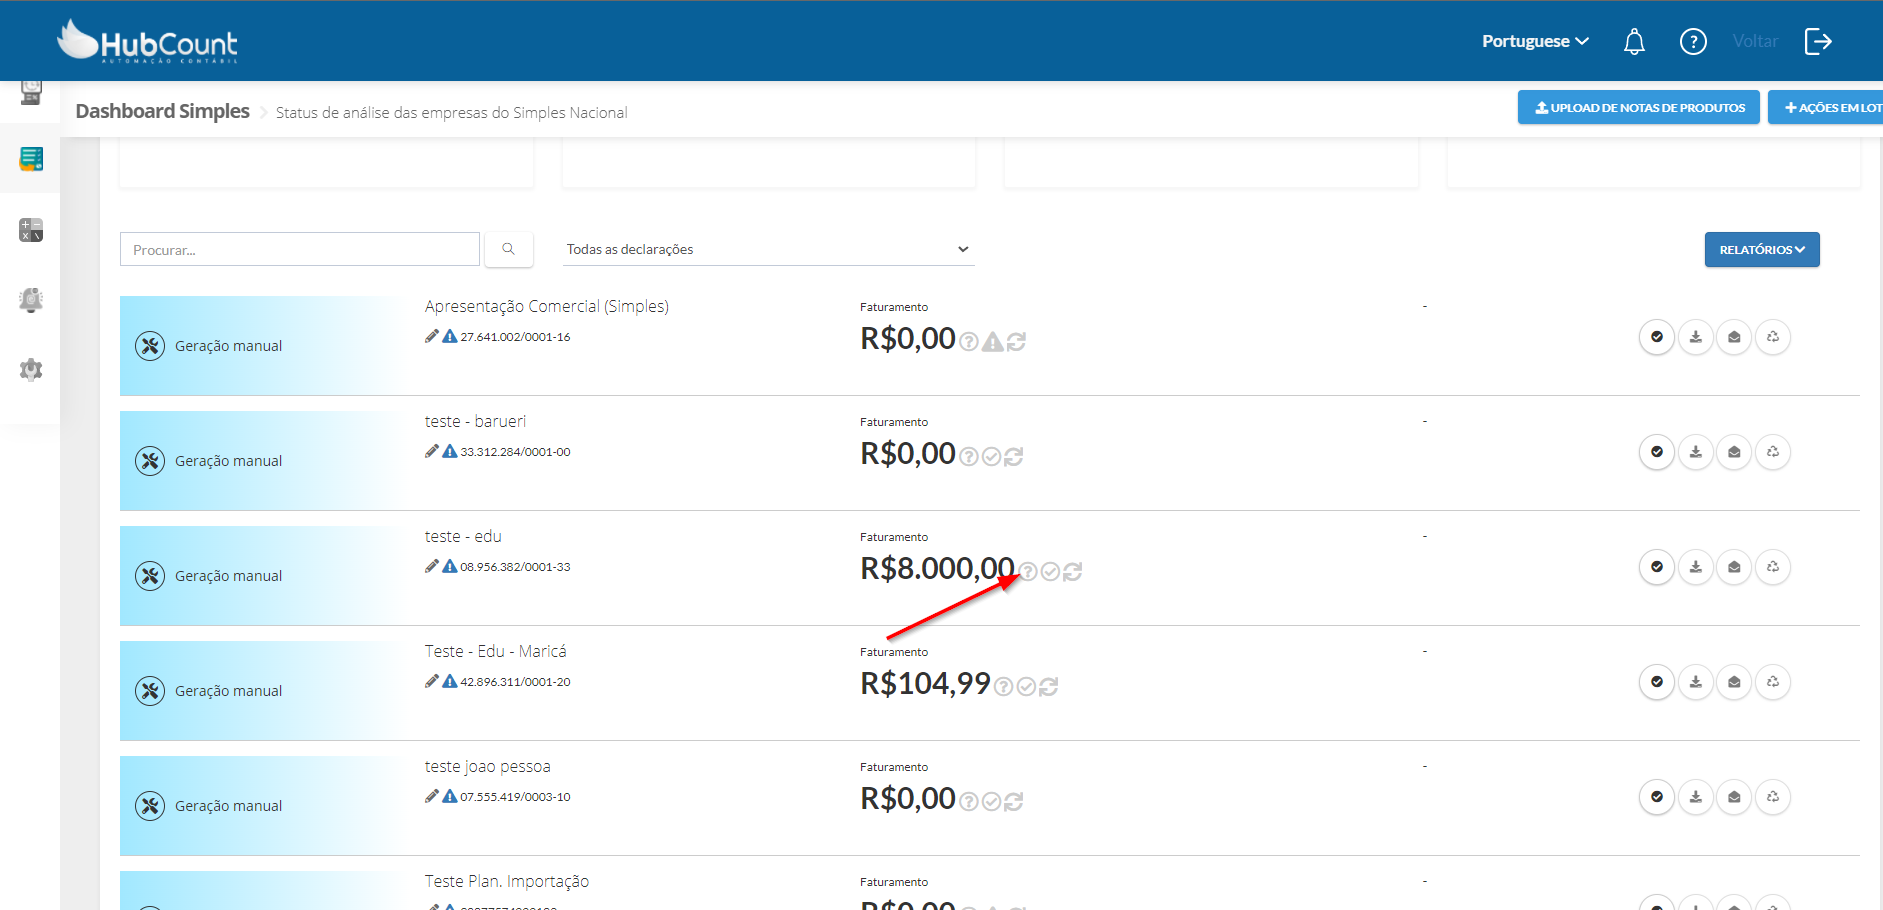 HubCount
AUTOMAÇÃO CONTÁBIL
Portuguese
?
Voltar
Dashboard Simples
Status de análise das empresas do Simples Nacional
UPLOAD DE NOTAS DE PRODUTOS
+ AÇÕES EM LOT
Procurar...
Todas as declarações
RELATÓRIOS
Geração manual
Apresentação Comercial (Simples)
27.641.002/0001-16
Faturamento
R$0,00
-
Geração manual
teste - barueri
33.312.284/0001-00
Faturamento
R$0,00
-
Geração manual
teste - edu
08.956.382/0001-33
Faturamento
R$8.000,00
-
Geração manual
Teste - Edu - Maricá
42.896.311/0001-20
Faturamento
R$104,99
-
Geração manual
teste joao pessoa
07.555.419/0003-10
Faturamento
R$0,00
-
Teste Plan. Importação
Faturamento
R$0,00
-